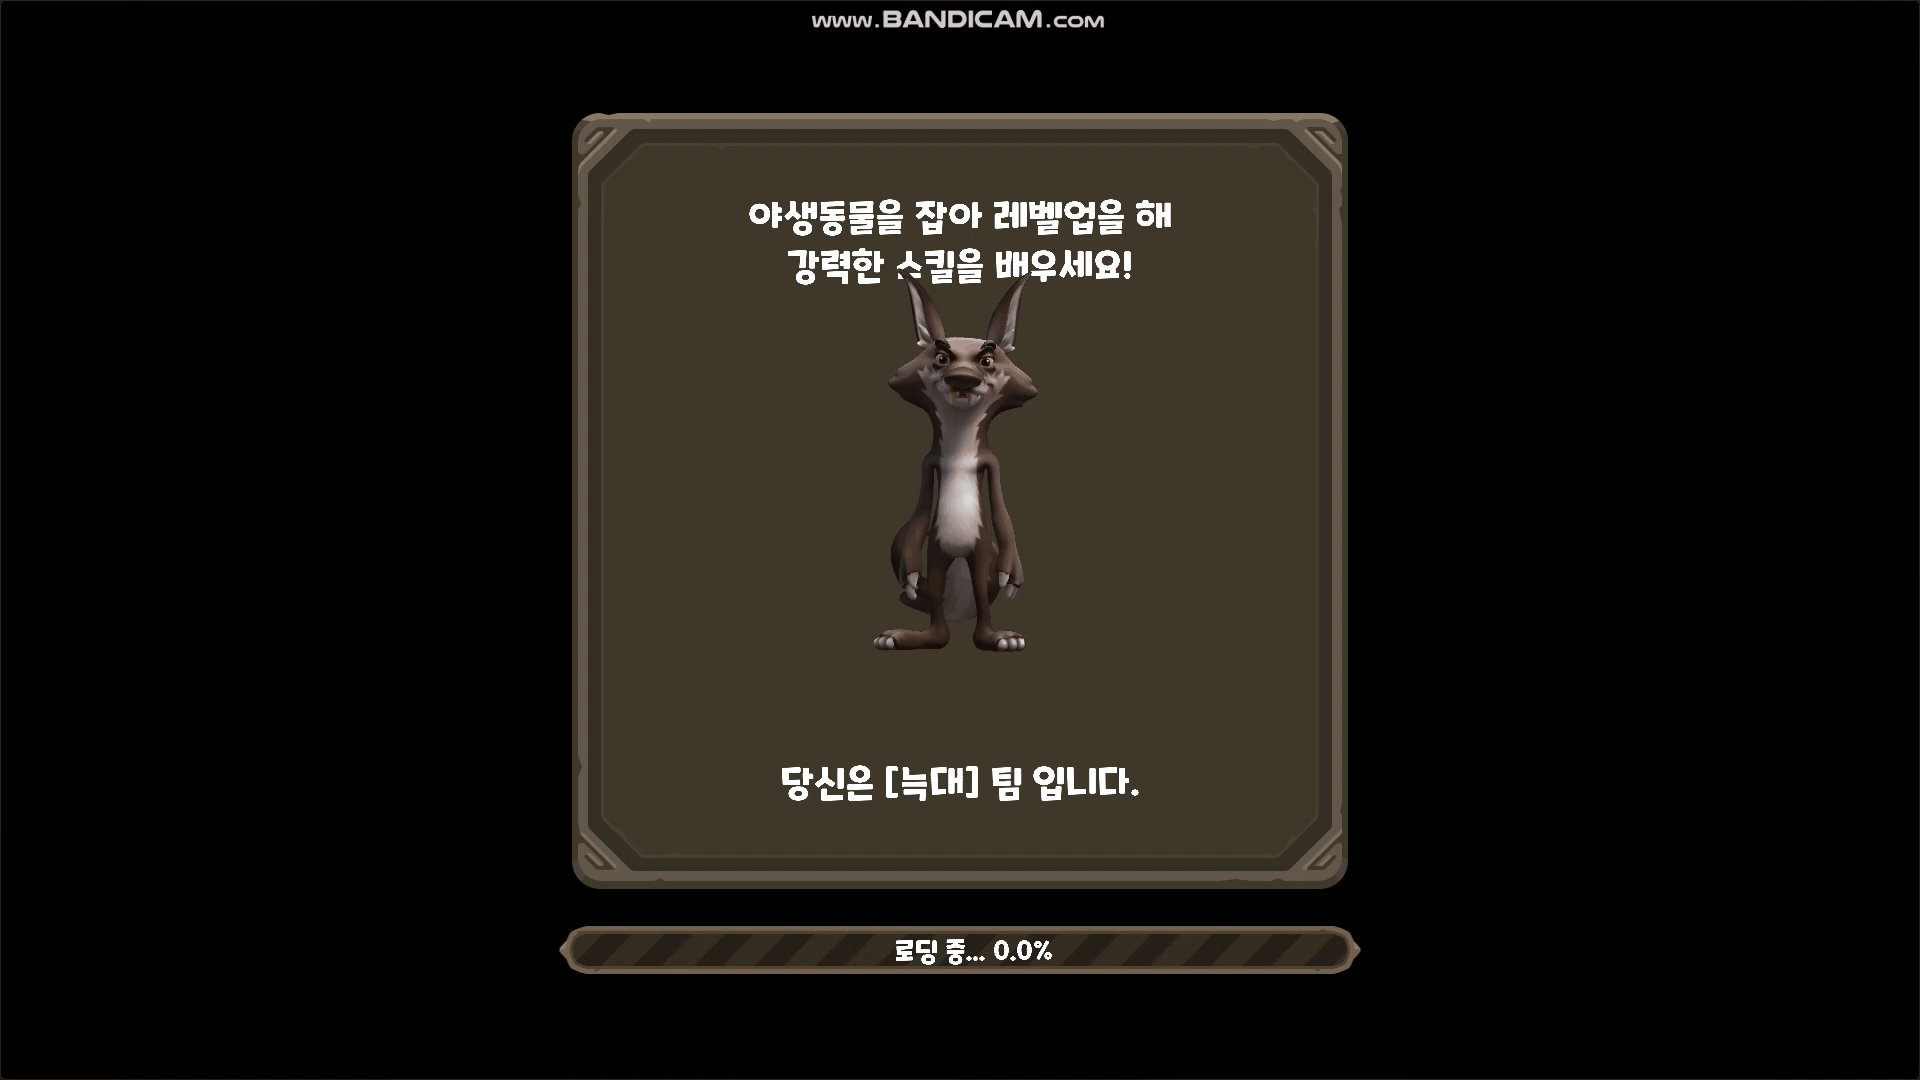 www.BANDICAM.com
야생동물을 잡아 레벨업을 해
강력한 스킬을 배우세요!
당신은 [늑대] 팀 입니다.
로딩 중... 0.0%